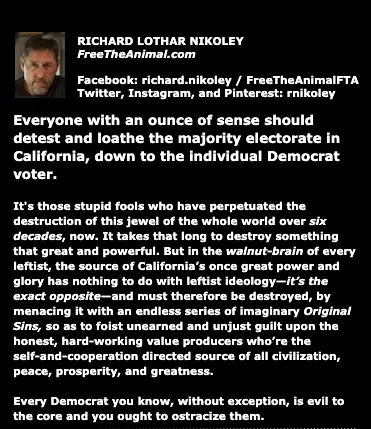 RICHARD LOTHAR NIKOLEY
FreeTheAnimal.com
Facebook: richard.nikoley / FreeTheAnimalFTA
Twitter, Instagram, and Pinterest: rnikoley
Everyone with an ounce of sense should
detest and loathe the majority electorate in
California, down to the individual Democrat
voter.
It's those stupid fools who have perpetuated the
destruction of this jewel of the whole world over six
decades, now. It takes that long to destroy something
that great and powerful. But in the walnut-brain of every
leftist, the source of California's once great power and
glory has nothing to do with leftist ideology—it's the
exact opposite—and must therefore be destroyed, by
menacing it with an endless series of imaginary Original
Sins, so as to foist unearned and unjust guilt upon the
honest, hard-working value producers who're the
self-and-cooperation directed source of all civilization,
peace, prosperity, and greatness.
Every Democrat you know, without exception, is evil to
the core and you ought to ostracize them.